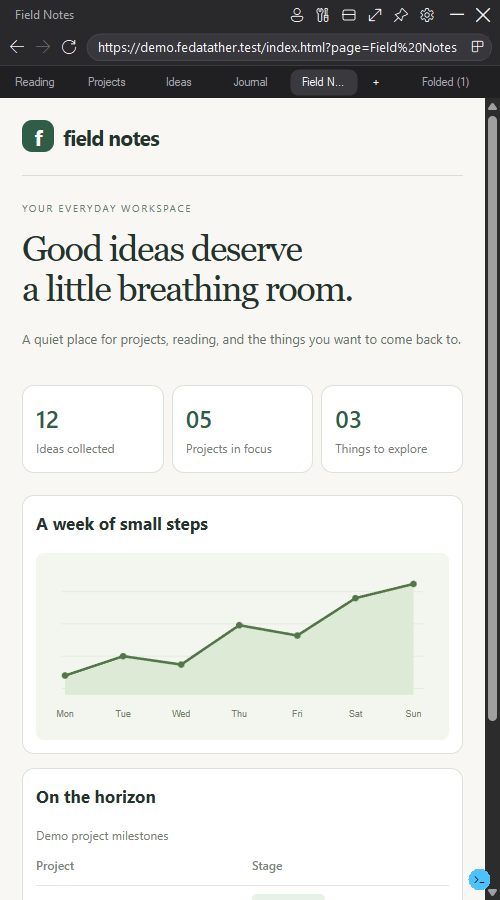 Field Notes
https://demo.fedatather.test/index.html?page=Field%20Notes
Reading Projects Ideas Journal Field N... + Folded (1)
f field notes
YOUR EVERYDAY WORKSPACE
Good ideas deserve
a little breathing room.
A quiet place for projects, reading, and the things you want to come back to.
12 05 03
Ideas collected Projects in focus Things to explore
A week of small steps
Mon Tue Wed Thu Fri Sat Sun
On the horizon
Demo project milestones
Project Stage